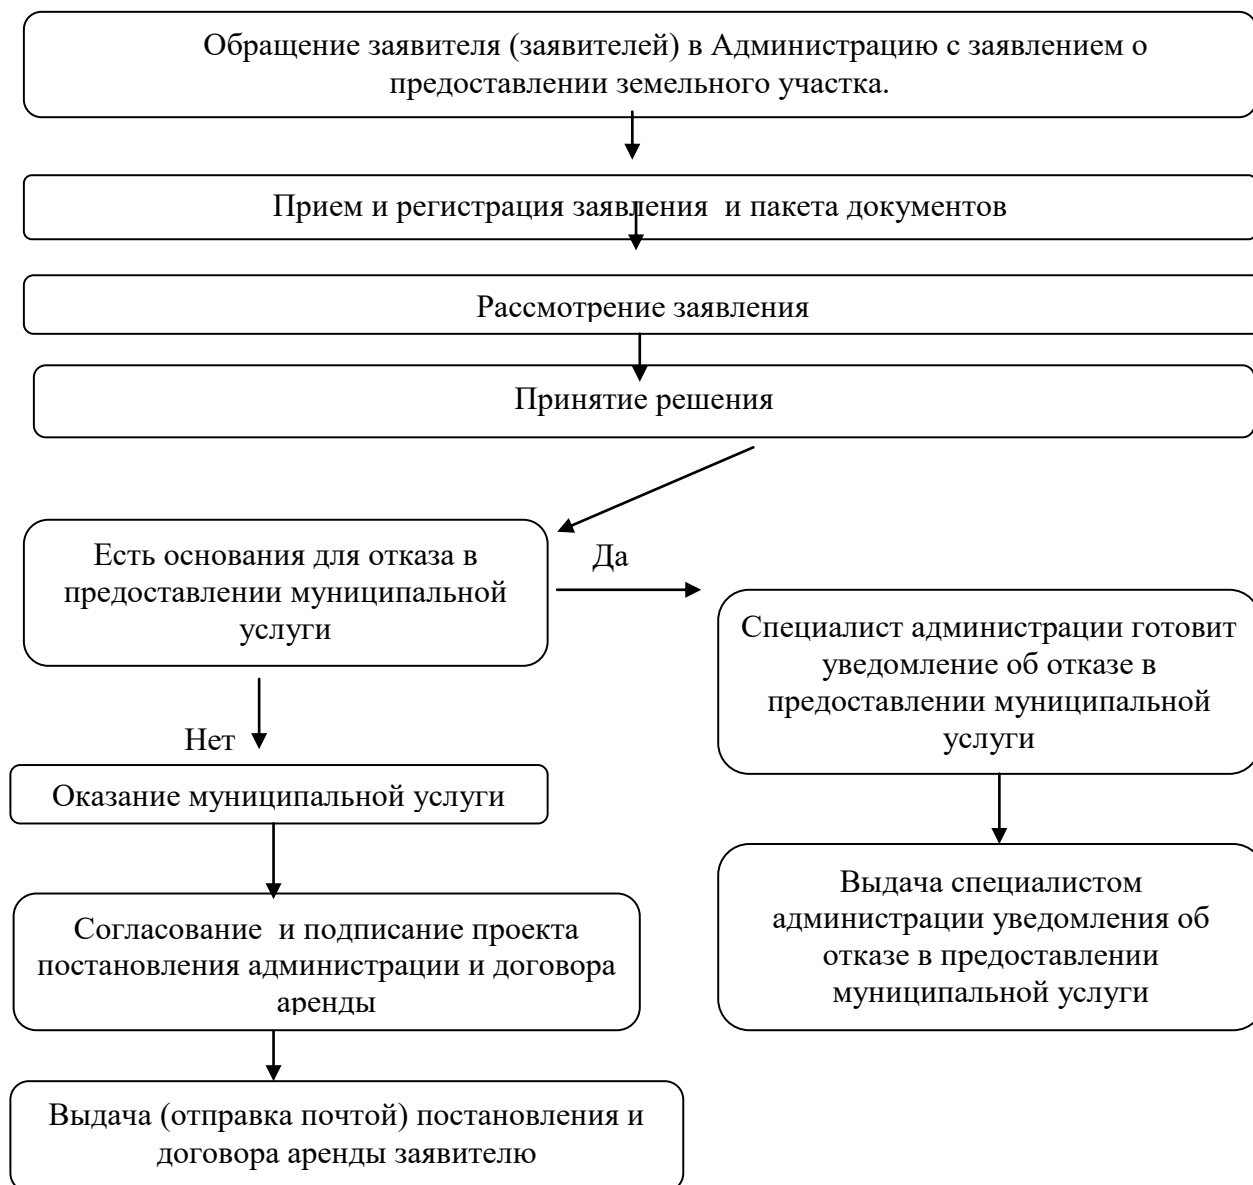 Обращение заявителя (заявителей) в Администрацию с заявлением о
предоставлении земельного участка.
Прием и регистрация заявления и пакета документов
Рассмотрение заявления
Принятие решения
Есть основания для отказа в
предоставлении муниципальной
услуги
Да
Специалист администрации готовит
уведомление об отказе в
предоставлении муниципальной
услуги
Нет
Оказание муниципальной услуги
Выдача специалистом
администрации уведомления об
отказе в предоставлении
муниципальной услуги
Согласование и подписание проекта
постановления администрации и договора
аренды
Выдача (отправка почтой) постановления и
договора аренды заявителю